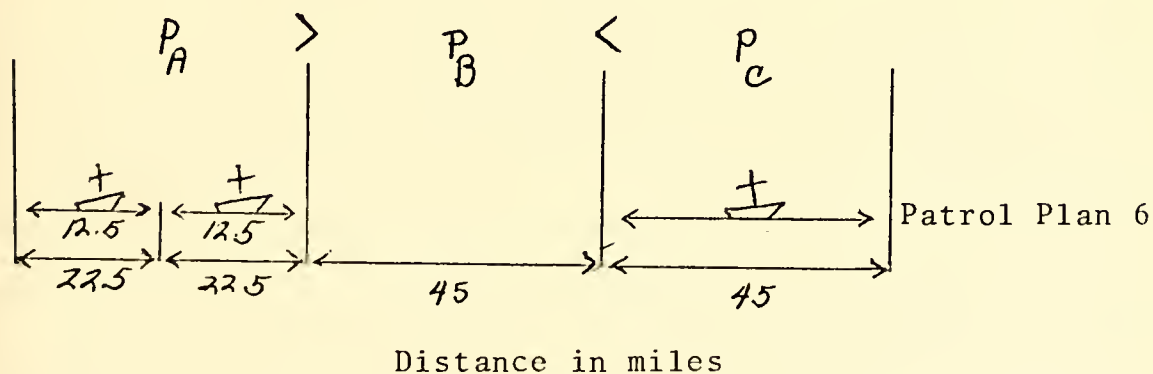 P_A > P_B < P_C
12.5 12.5 Patrol Plan 6
22.5 22.5 45 45
Distance in miles